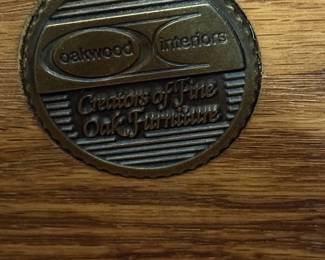 oakwood interiors
Creators of Fine
Oak Furniture